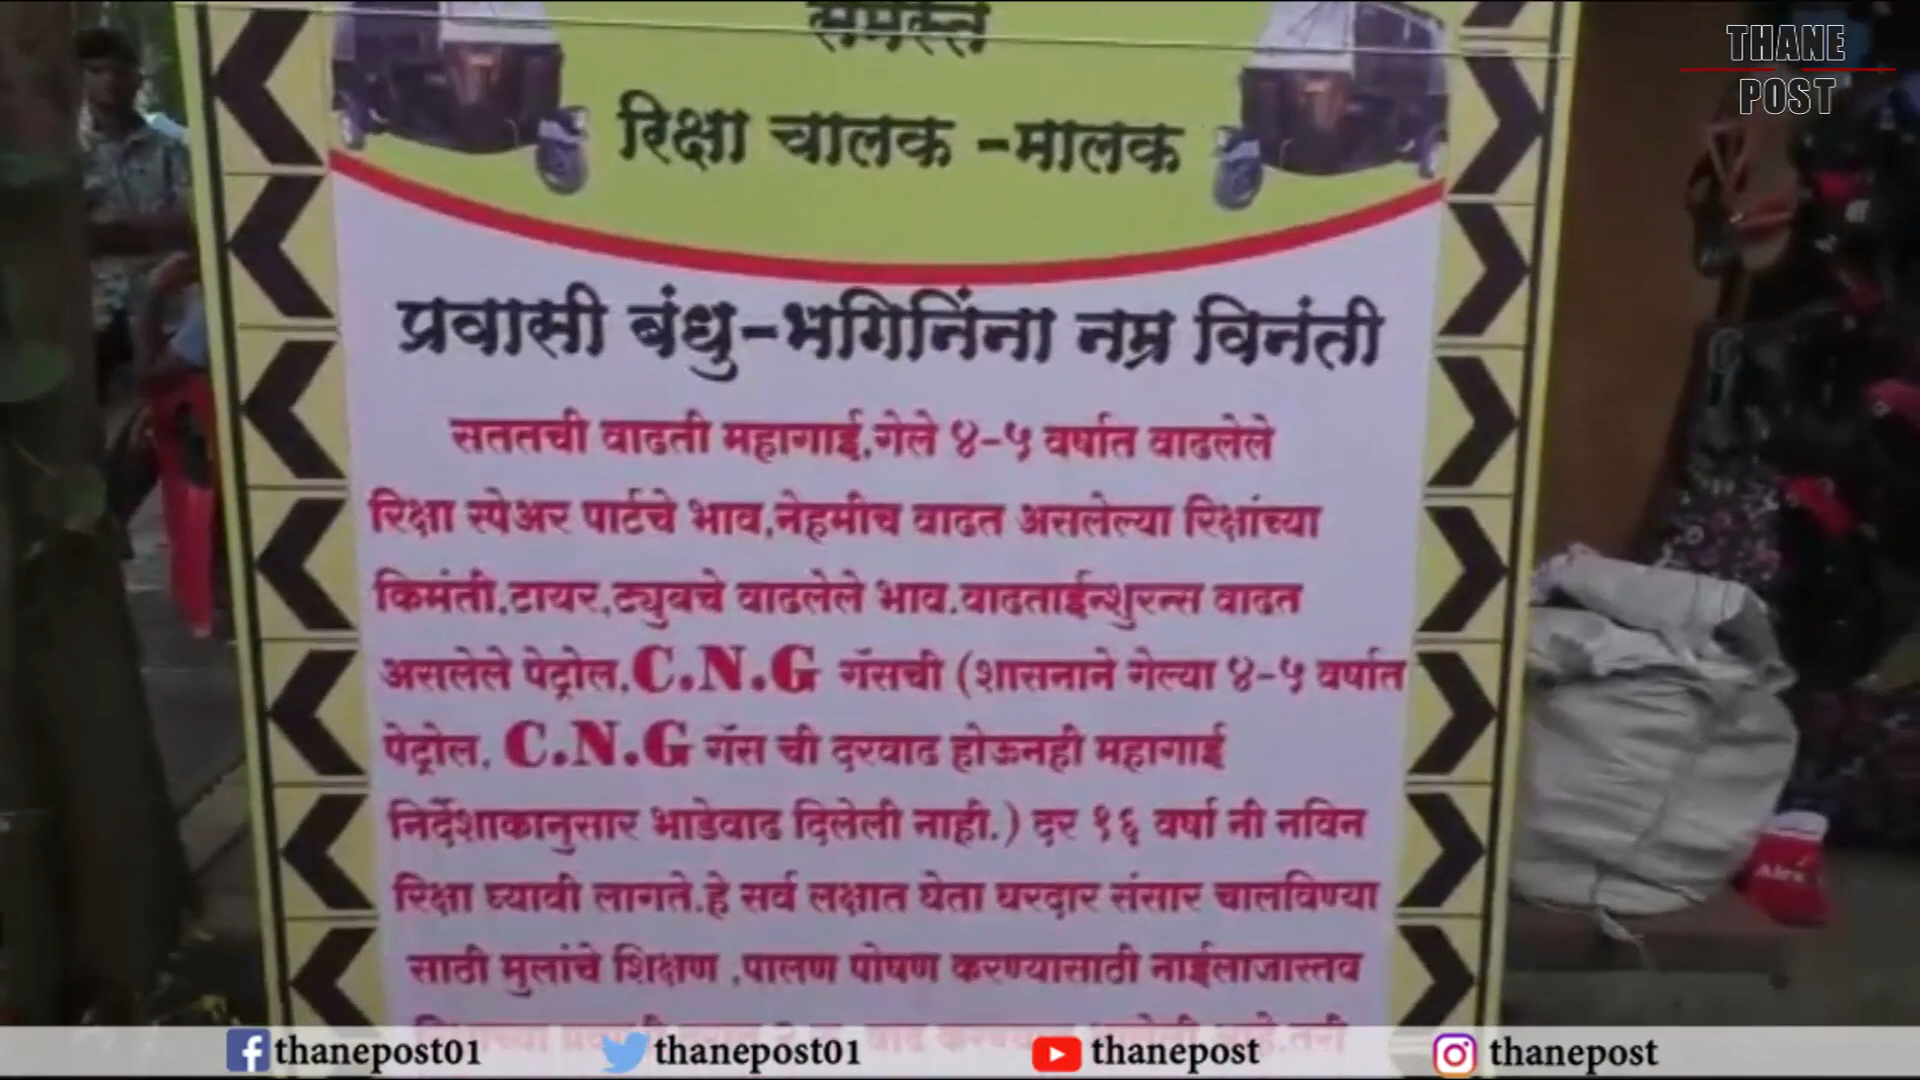 THANE
POST
समस्त
रिक्षा चालक -मालक
प्रवासी बंधु-भगिनिंना नम्र विनंती
सततची वाढती महागाई,गेले ४-५ वर्षात वाढलेले
रिक्षा स्पेअर पार्टचे भाव,नेहमीच वाढत असलेल्या रिक्षांच्या
किमंती,टायर,ट्युबचे वाढलेले भाव,वाढताईन्शुरन्स वाढत
असलेले पेट्रोल,C.N.G गॅसची (शासनाने गेल्या ४-५ वर्षात
पेट्रोल, C.N.G गॅस ची दरवाढ होऊनही महागाई
निर्देशाकानुसार भाडेवाढ दिलेली नाही.) दर १६ वर्षा नी नविन
रिक्षा घ्यावी लागते.हे सर्व लक्षात घेता घरदार संसार चालविण्या
साठी मुलांचे शिक्षण ,पालण पोषण करण्यासाठी नाईलाजास्तव
thanepost01 thanepost01 thanepost thanepost